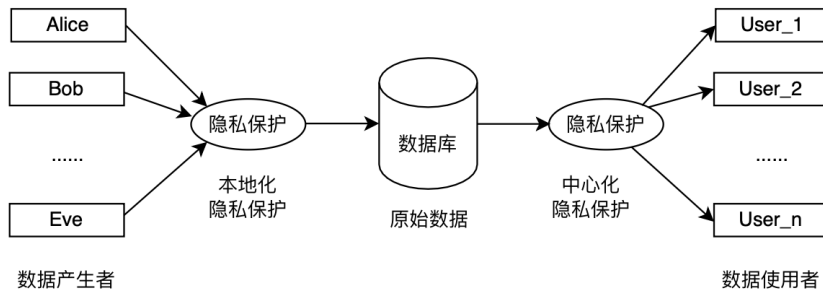 Alice
User_1
Bob
User_2
隐私保护
数据库
隐私保护
......
......
本地化
隐私保护
中心化
隐私保护
原始数据
Eve
User_n
数据产生者
数据使用者